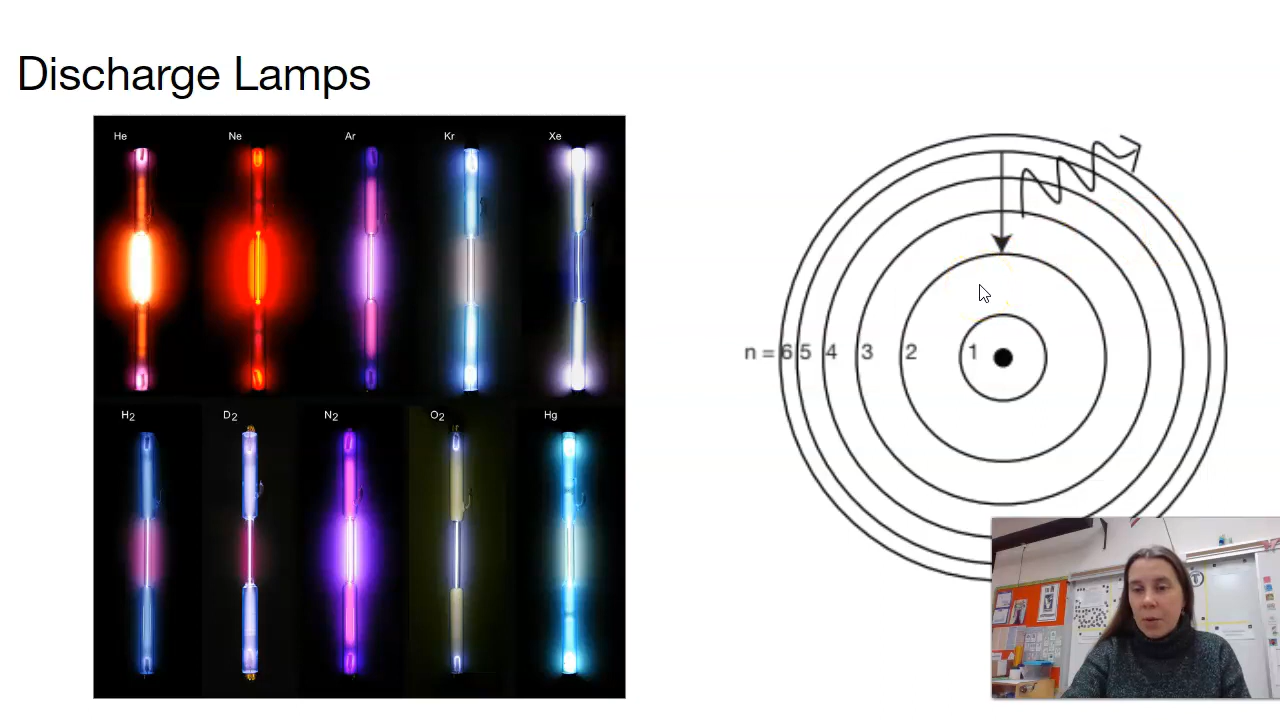 Discharge Lamps
He Ne Ar Kr Xe
H2 D2 N2 O2 Hg
n = 6 5 4 3 2 1